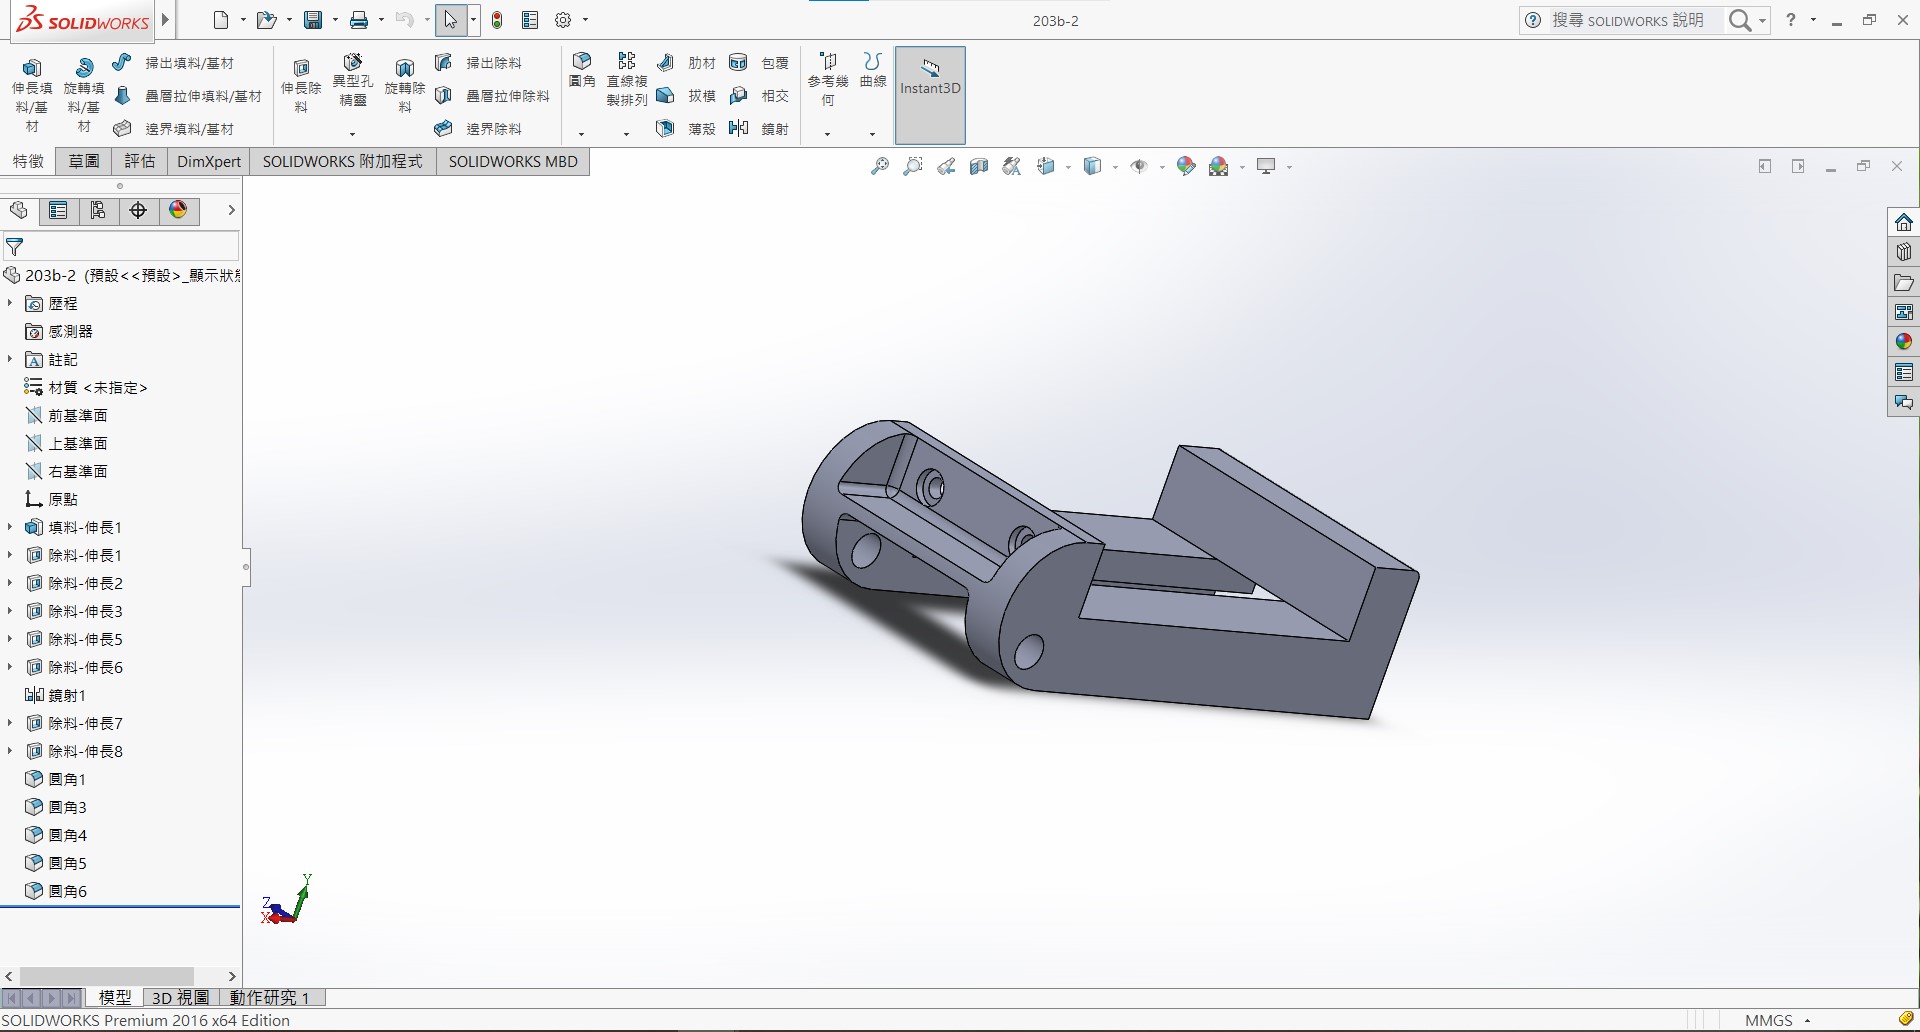 SOLIDWORKS
203b-2
搜尋 SOLIDWORKS 說明
?
伸長填料/基材
旋轉填料/基材
掃出填料/基材
疊層拉伸填料/基材
邊界填料/基材
伸長除料
異型孔精靈
旋轉除料
掃出除料
疊層拉伸除料
邊界除料
圓角
直線複製排列
肋材
拔模
薄殼
包覆
相交
鏡射
參考幾何
曲線
Instant3D
特徵
草圖
評估
DimXpert
SOLIDWORKS 附加程式
SOLIDWORKS MBD
203b-2 (預設<<預設>_顯示狀態
歷程
感測器
註記
材質 <未指定>
前基準面
上基準面
右基準面
原點
填料-伸長1
除料-伸長1
除料-伸長2
除料-伸長3
除料-伸長5
除料-伸長6
鏡射1
除料-伸長7
除料-伸長8
圓角1
圓角3
圓角4
圓角5
圓角6
Y
Z
X
模型
3D 視圖
動作研究 1
SOLIDWORKS Premium 2016 x64 Edition
MMGS